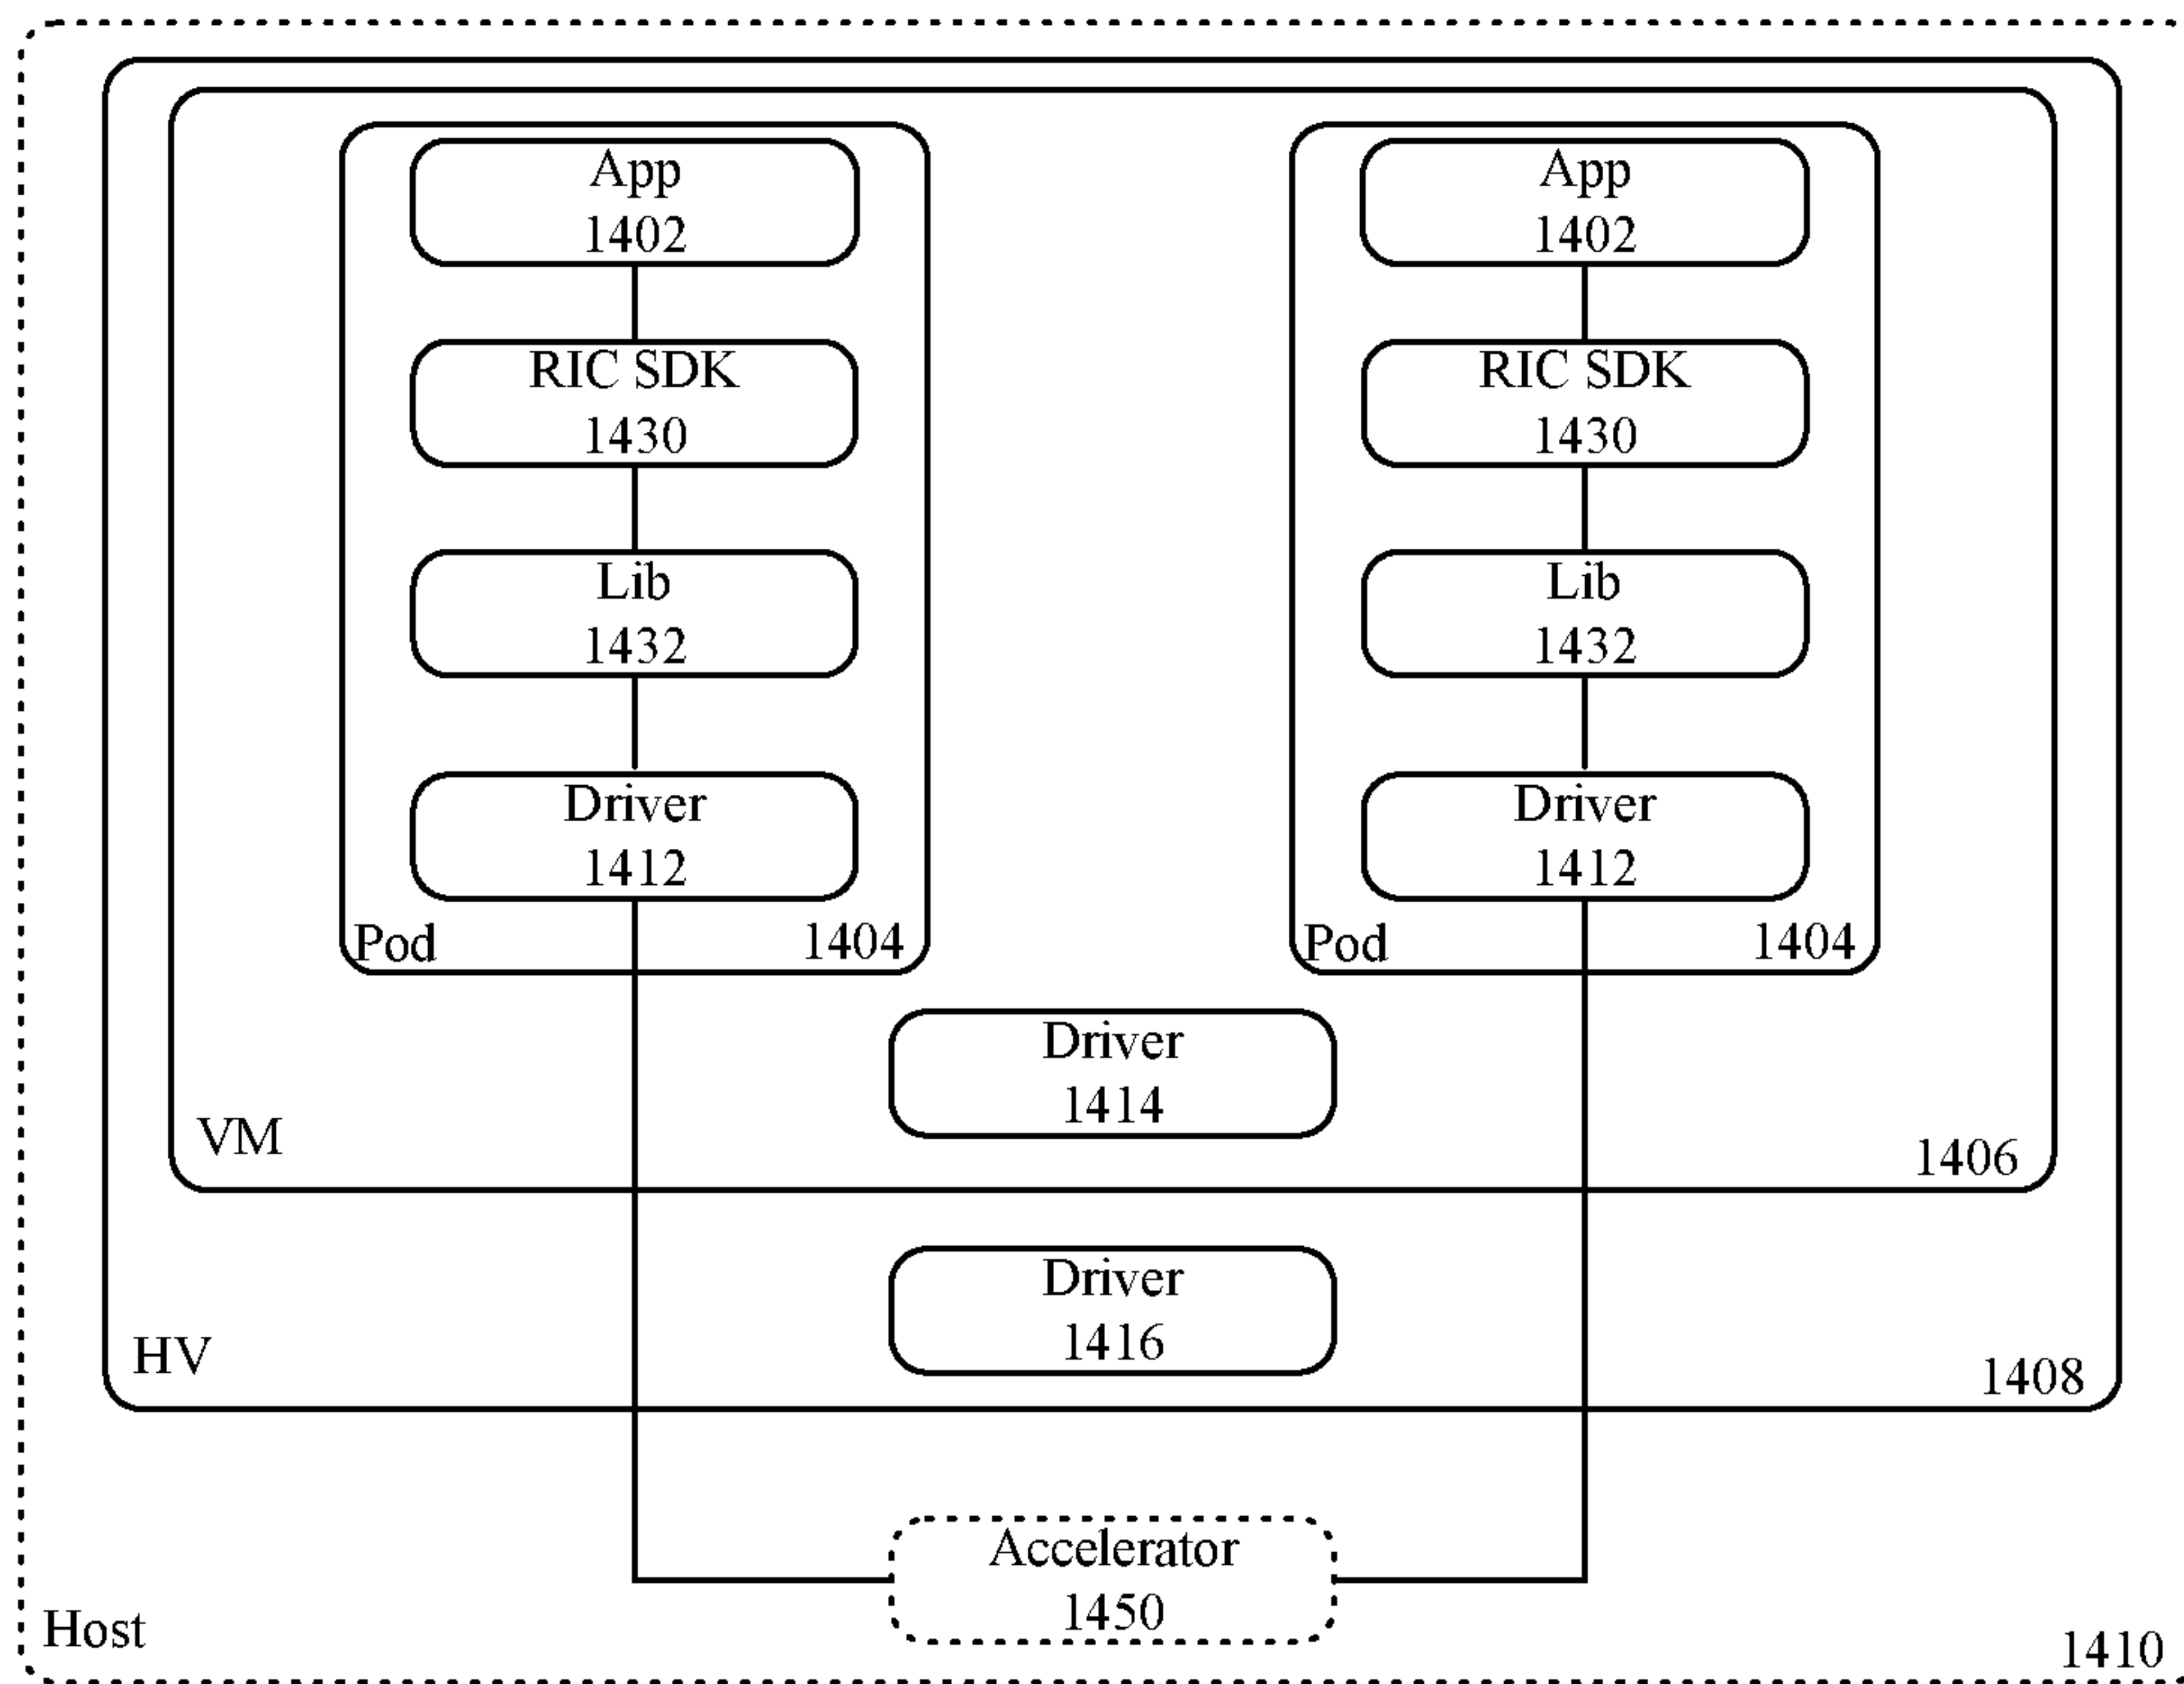 App
1402
App
1402
RIC SDK
1430
RIC SDK
1430
Lib
1432
Lib
1432
Driver
1412
Driver
1412
Pod
1404
Pod
1404
Driver
1414
VM
1406
Driver
1416
HV
1408
Accelerator
1450
Host
1410